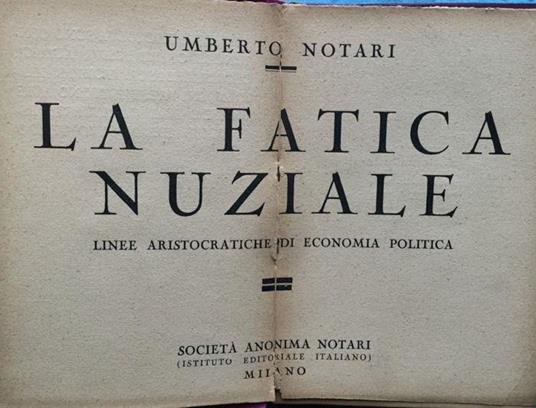 UMBERTO NOTARI
LA FATICA
NUZIALE
LINEE ARISTOCRATICHE DI ECONOMIA POLITICA
SOCIETÀ ANONIMA NOTARI
(ISTITUTO EDITORIALE ITALIANO)
MILANO